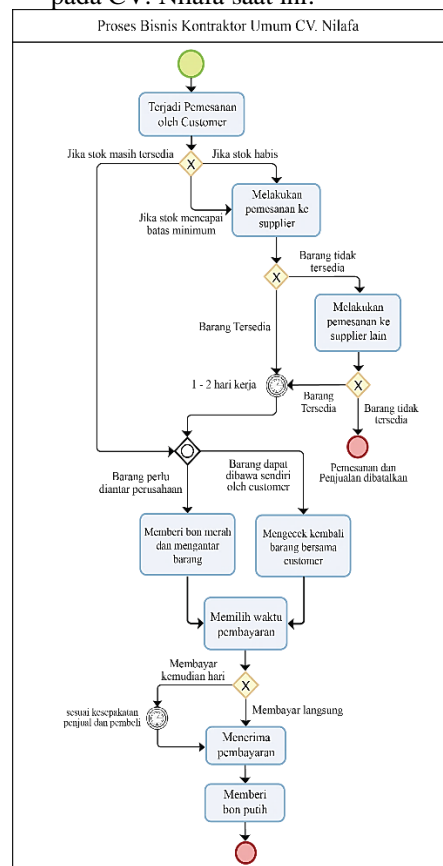 pada CV. Nilafa saat ini.
Proses Bisnis Kontraktor Umum CV. Nilafa
Terjadi Pemesanan
oleh Customer
Jika stok masih tersedia
X
Jika stok habis
Jika stok mencapai
batas minimum
Melakukan
pemesanan ke
supplier
X
Barang tidak
tersedia
Melakukan
pemesanan ke
supplier lain
Barang Tersedia
1 - 2 hari kerja
Barang
Tersedia
X
Barang tidak
tersedia
Pemesanan dan
Penjualan dibatalkan
Barang perlu
diantar perusahaan
Barang dapat
dibawa sendiri
oleh customer
Memberi bon merah
dan mengantar
barang
Mengecek kembali
barang bersama
customer
Memilih waktu
pembayaran
Membayar
kemudian hari
X
sesuai kesepakatan
penjual dan pembeli
Membayar langsung
Menerima
pembayaran
Memberi
bon putih